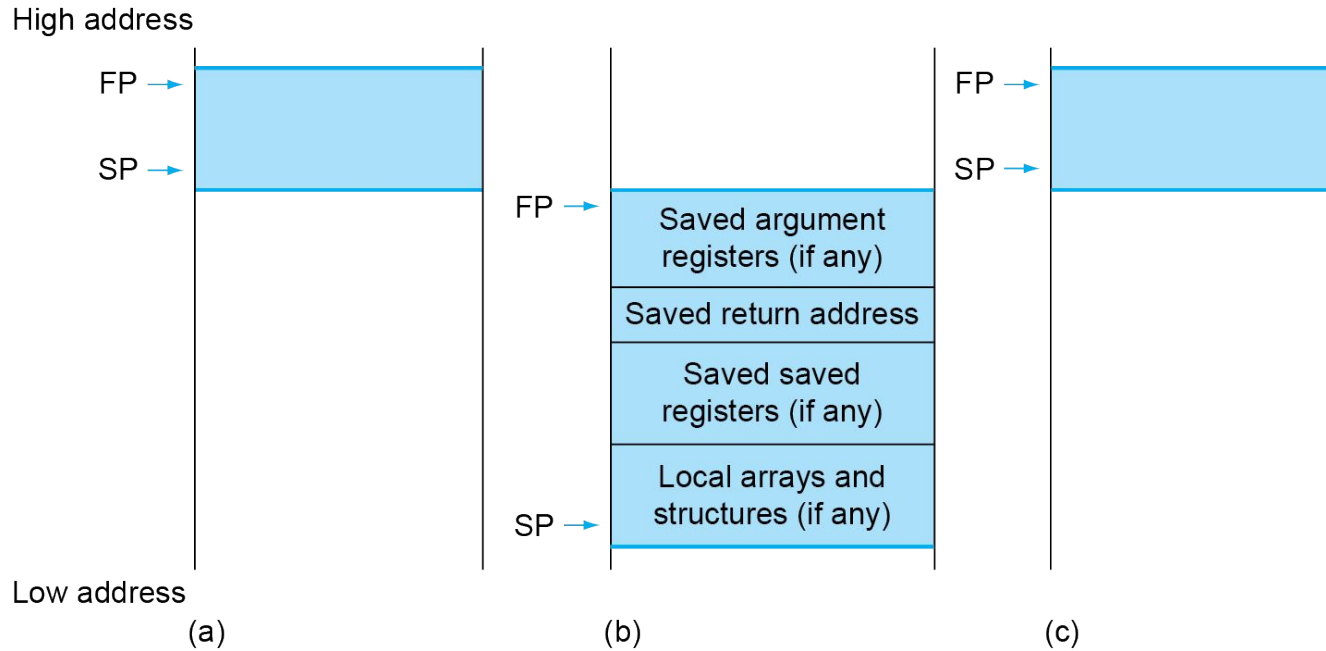 High address
FP
SP
FP
Saved argument
registers (if any)
Saved return address
Saved saved
registers (if any)
Local arrays and
structures (if any)
SP
FP
SP
Low address
(a)
(b)
(c)